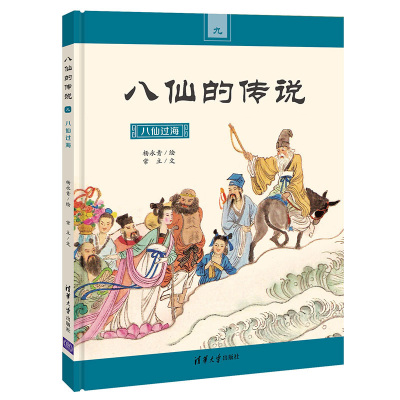 九
八仙的传说
八仙过海
杨永青/绘
常立/文
清华大学出版社
八仙的传说
九
八仙过海
杨永青/绘
常立/文
清华大学出版社